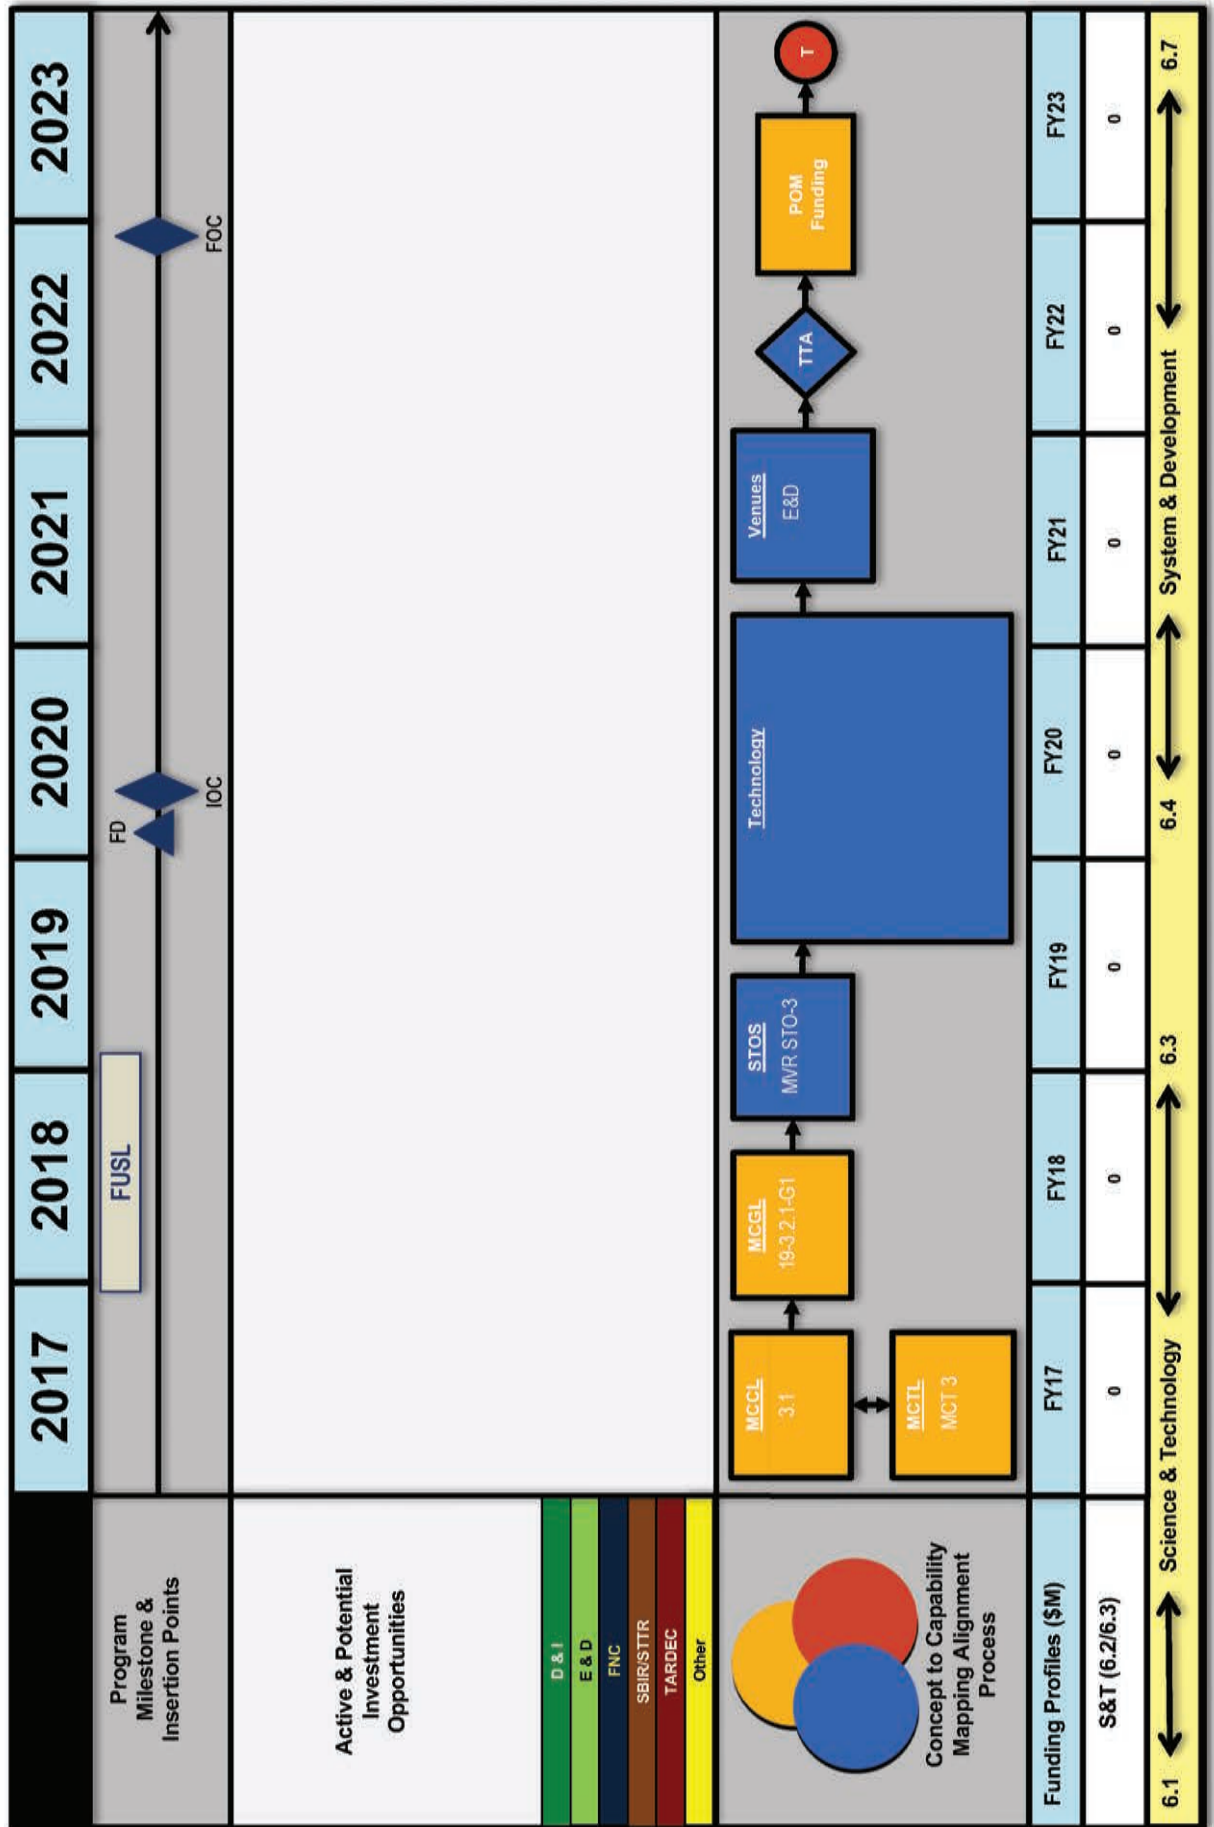 2017
2018
2019
2020
2021
2022
2023
Program
Milestone &
Insertion Points
FUSL
FD
IOC
FOC
Active & Potential
Investment
Opportunities
D & I
E & D
FNC
SBIR/STTR
TARDEC
Other
Concept to Capability
Mapping Alignment
Process
MCCL
3.1
MCTL
MCT 3
MCGL
19-3.2.1-G1
STOS
MVR STO-3
Technology
Venues
E&D
TTA
POM
Funding
T
Funding Profiles ($M)
FY17
FY18
FY19
FY20
FY21
FY22
FY23
S&T (6.2/6.3)
0
0
0
0
0
0
0
6.1
Science & Technology
6.3
6.4
System & Development
6.7